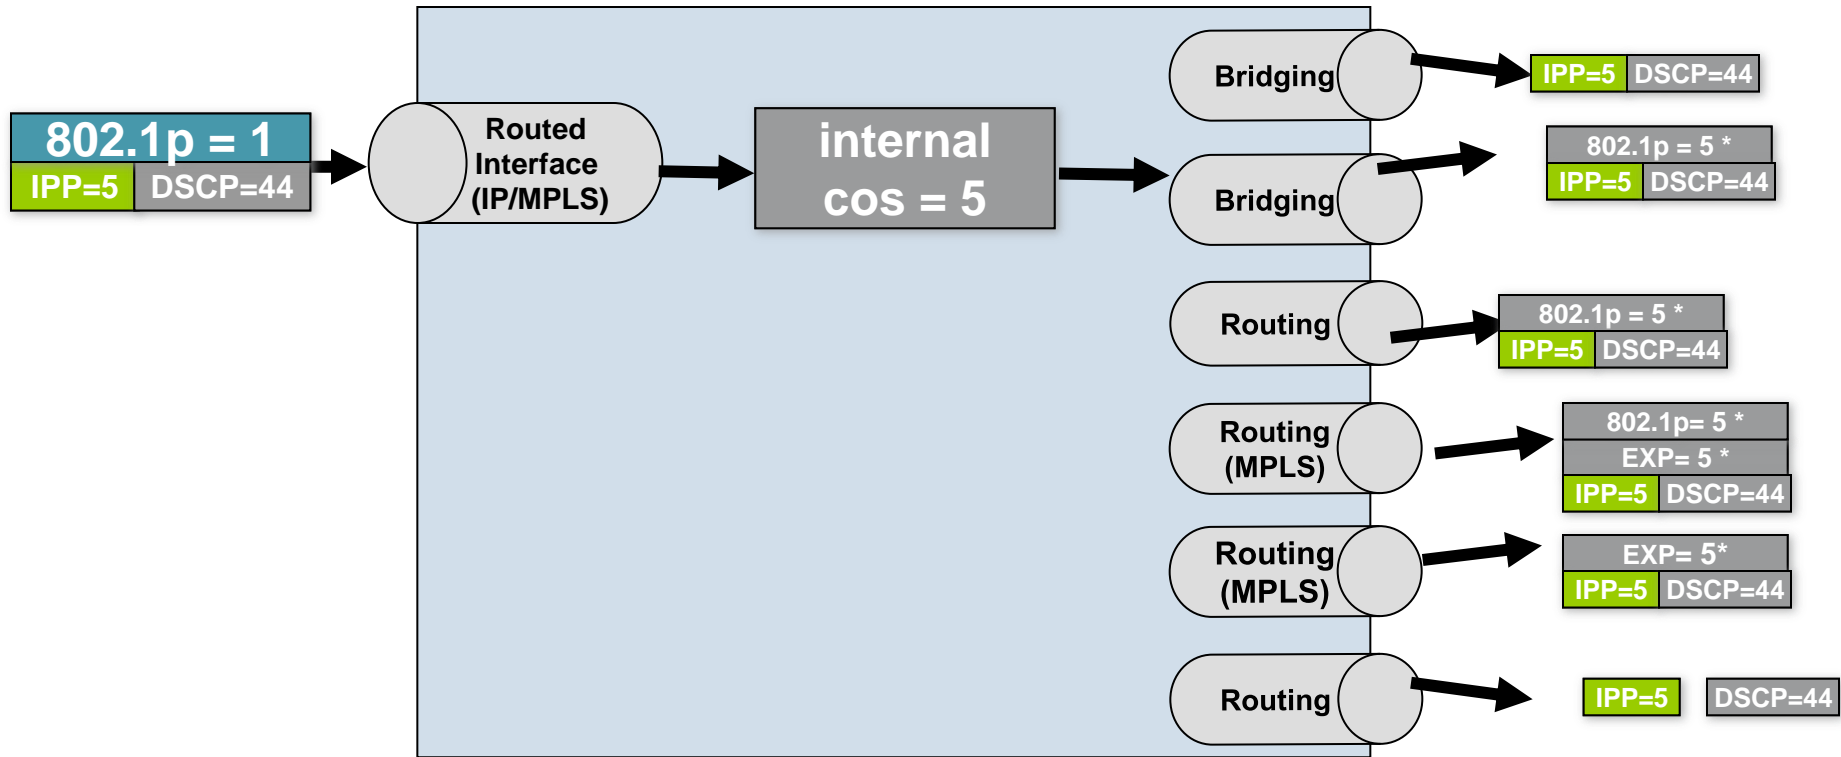 802.1p = 1
IPP=5 DSCP=44
Routed
Interface
(IP/MPLS)
internal
cos = 5
Bridging
IPP=5 DSCP=44
Bridging
802.1p = 5 *
IPP=5 DSCP=44
Routing
802.1p = 5 *
IPP=5 DSCP=44
Routing
(MPLS)
802.1p= 5 *
EXP= 5 *
IPP=5 DSCP=44
Routing
(MPLS)
EXP= 5*
IPP=5 DSCP=44
Routing
IPP=5 DSCP=44